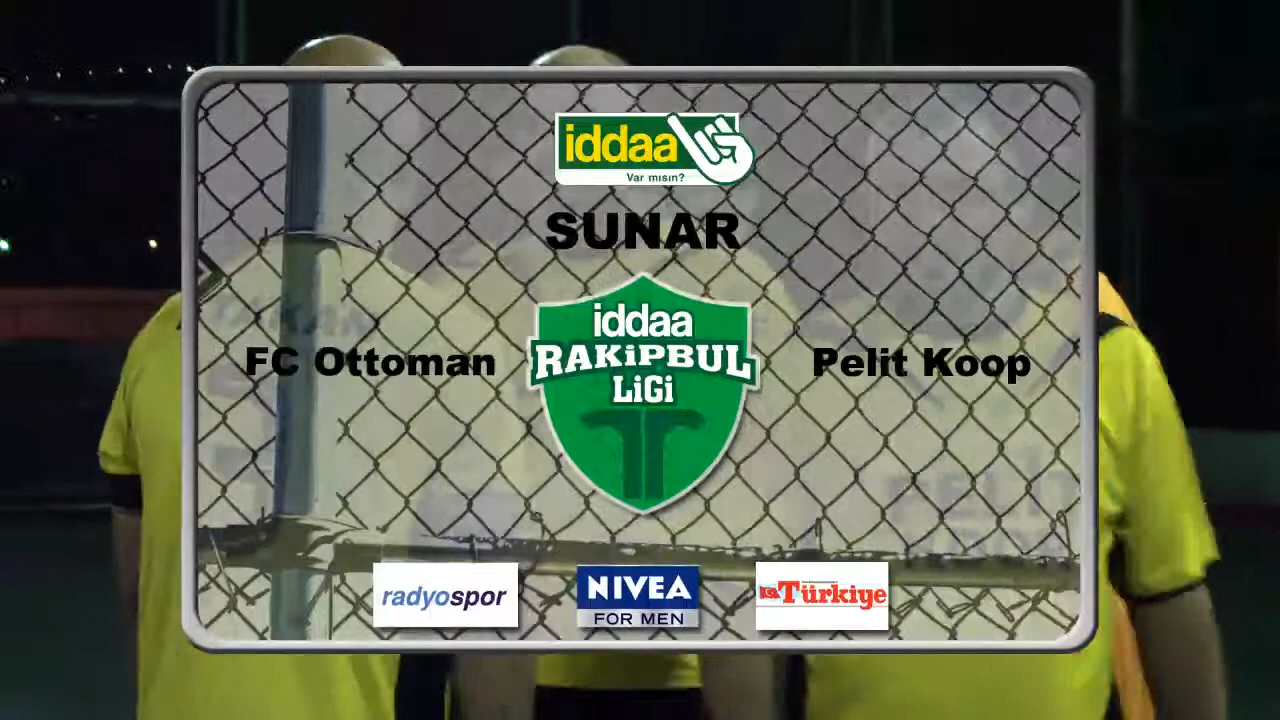 iddaa
Var mısın?
SUNAR
iddaa
RAKiPBUL
LiGi
FC Ottoman
Pelit Koop
radyospor
NIVEA
FOR MEN
Türkiye